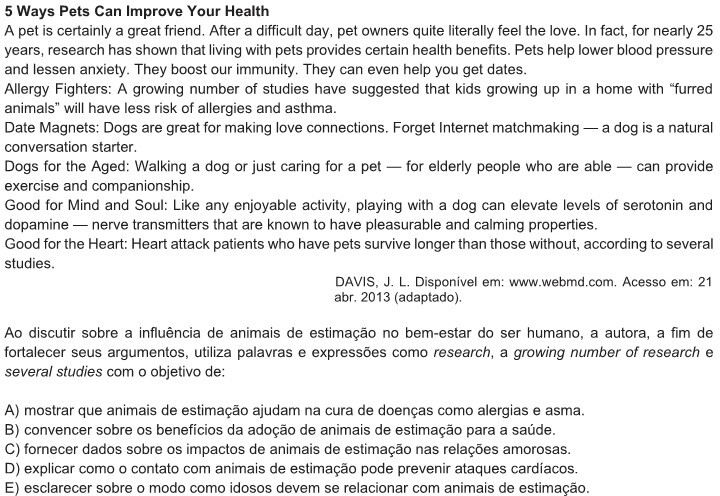 5 Ways Pets Can Improve Your Health
A pet is certainly a great friend. After a difficult day, pet owners quite literally feel the love. In fact, for nearly 25
years, research has shown that living with pets provides certain health benefits. Pets help lower blood pressure
and lessen anxiety. They boost our immunity. They can even help you get dates.
Allergy Fighters: A growing number of studies have suggested that kids growing up in a home with “furred
animals” will have less risk of allergies and asthma.
Date Magnets: Dogs are great for making love connections. Forget Internet matchmaking — a dog is a natural
conversation starter.
Dogs for the Aged: Walking a dog or just caring for a pet — for elderly people who are able — can provide
exercise and companionship.
Good for Mind and Soul: Like any enjoyable activity, playing with a dog can elevate levels of serotonin and
dopamine — nerve transmitters that are known to have pleasurable and calming properties.
Good for the Heart: Heart attack patients who have pets survive longer than those without, according to several
studies.
DAVIS, J. L. Disponível em: www.webmd.com. Acesso em: 21
abr. 2013 (adaptado).
Ao discutir sobre a influência de animais de estimação no bem-estar do ser humano, a autora, a fim de
fortalecer seus argumentos, utiliza palavras e expressões como research, a growing number of research e
several studies com o objetivo de:
A) mostrar que animais de estimação ajudam na cura de doenças como alergias e asma.
B) convencer sobre os benefícios da adoção de animais de estimação para a saúde.
C) fornecer dados sobre os impactos de animais de estimação nas relações amorosas.
D) explicar como o contato com animais de estimação pode prevenir ataques cardíacos.
E) esclarecer sobre o modo como idosos devem se relacionar com animais de estimação.